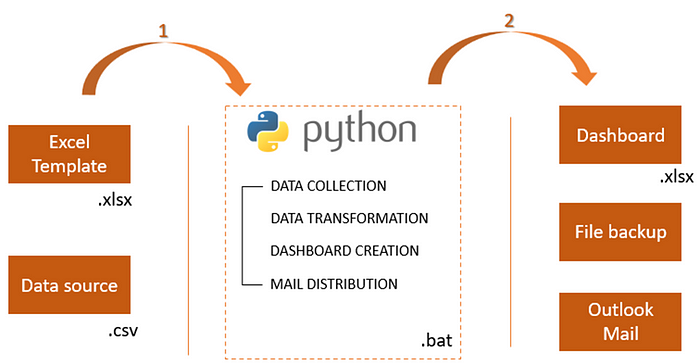 1
2
Excel
Template
.xlsx
Data source
.csv
python
DATA COLLECTION
DATA TRANSFORMATION
DASHBOARD CREATION
MAIL DISTRIBUTION
.bat
Dashboard
.xlsx
File backup
Outlook
Mail